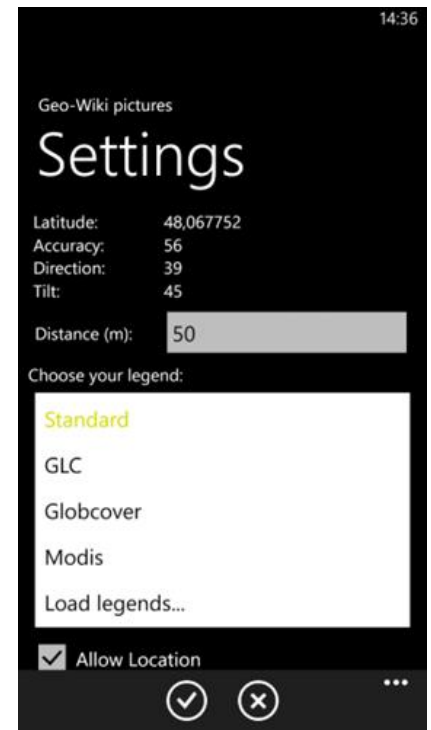 14:36
Geo-Wiki pictures
Settings
Latitude: 48,067752
Accuracy: 56
Direction: 39
Tilt: 45
Distance (m): 50
Choose your legend:
Standard
GLC
Globcover
Modis
Load legends...
Allow Location